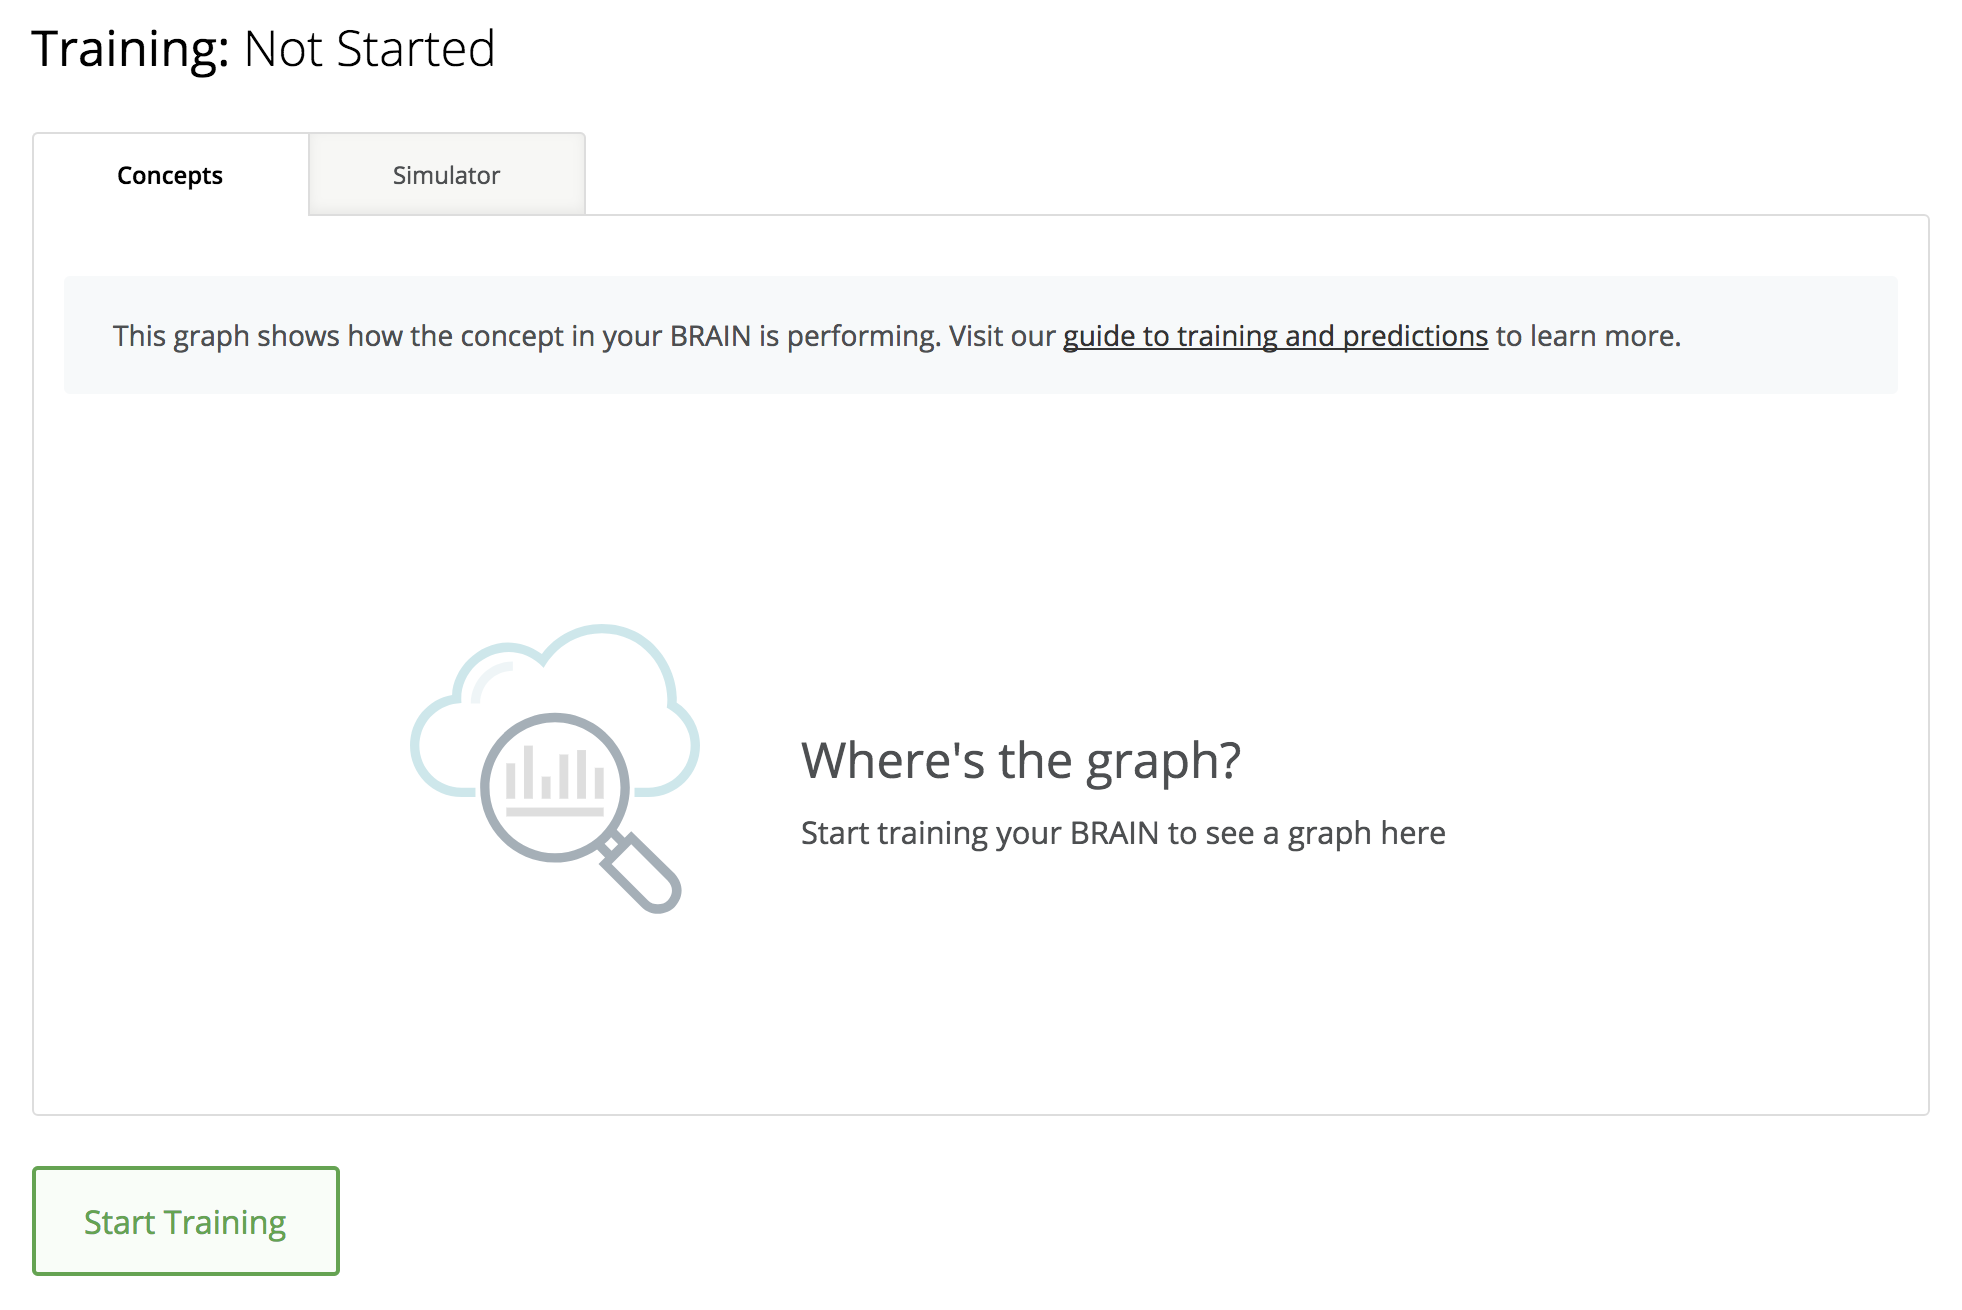 Training: Not Started
Concepts
Simulator
This graph shows how the concept in your BRAIN is performing. Visit our guide to training and predictions to learn more.
Where's the graph?
Start training your BRAIN to see a graph here
Start Training